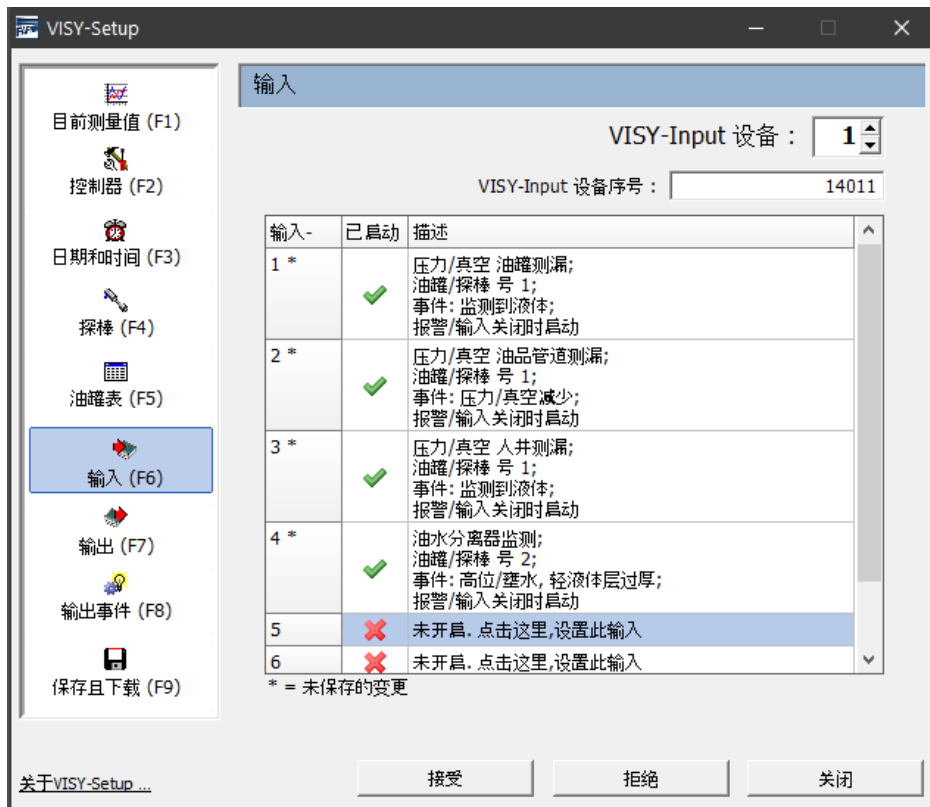 VISY-Setup
目前测量值 (F1)
控制器 (F2)
日期和时间 (F3)
探棒 (F4)
油罐表 (F5)
输入 (F6)
输出 (F7)
输出事件 (F8)
保存且下载 (F9)
关于VISY-Setup ...
输入
VISY-Input 设备： 1
VISY-Input 设备序号： 14011
输入- 已启动 描述
1 * 压力/真空 油罐测漏;
油罐/探棒 号 1;
事件: 监测到液体;
报警/输入关闭时启动
2 * 压力/真空 油品管道测漏;
油罐/探棒 号 1;
事件: 压力/真空减少;
报警/输入关闭时启动
3 * 压力/真空 人井测漏;
油罐/探棒 号 1;
事件: 监测到液体;
报警/输入关闭时启动
4 * 油水分离器监测;
油罐/探棒 号 2;
事件: 高位/壅水, 轻液体层过厚;
报警/输入关闭时启动
5 未开启. 点击这里,设置此输入
6 未开启. 点击这里,设置此输入
* = 未保存的变更
接受 拒绝 关闭